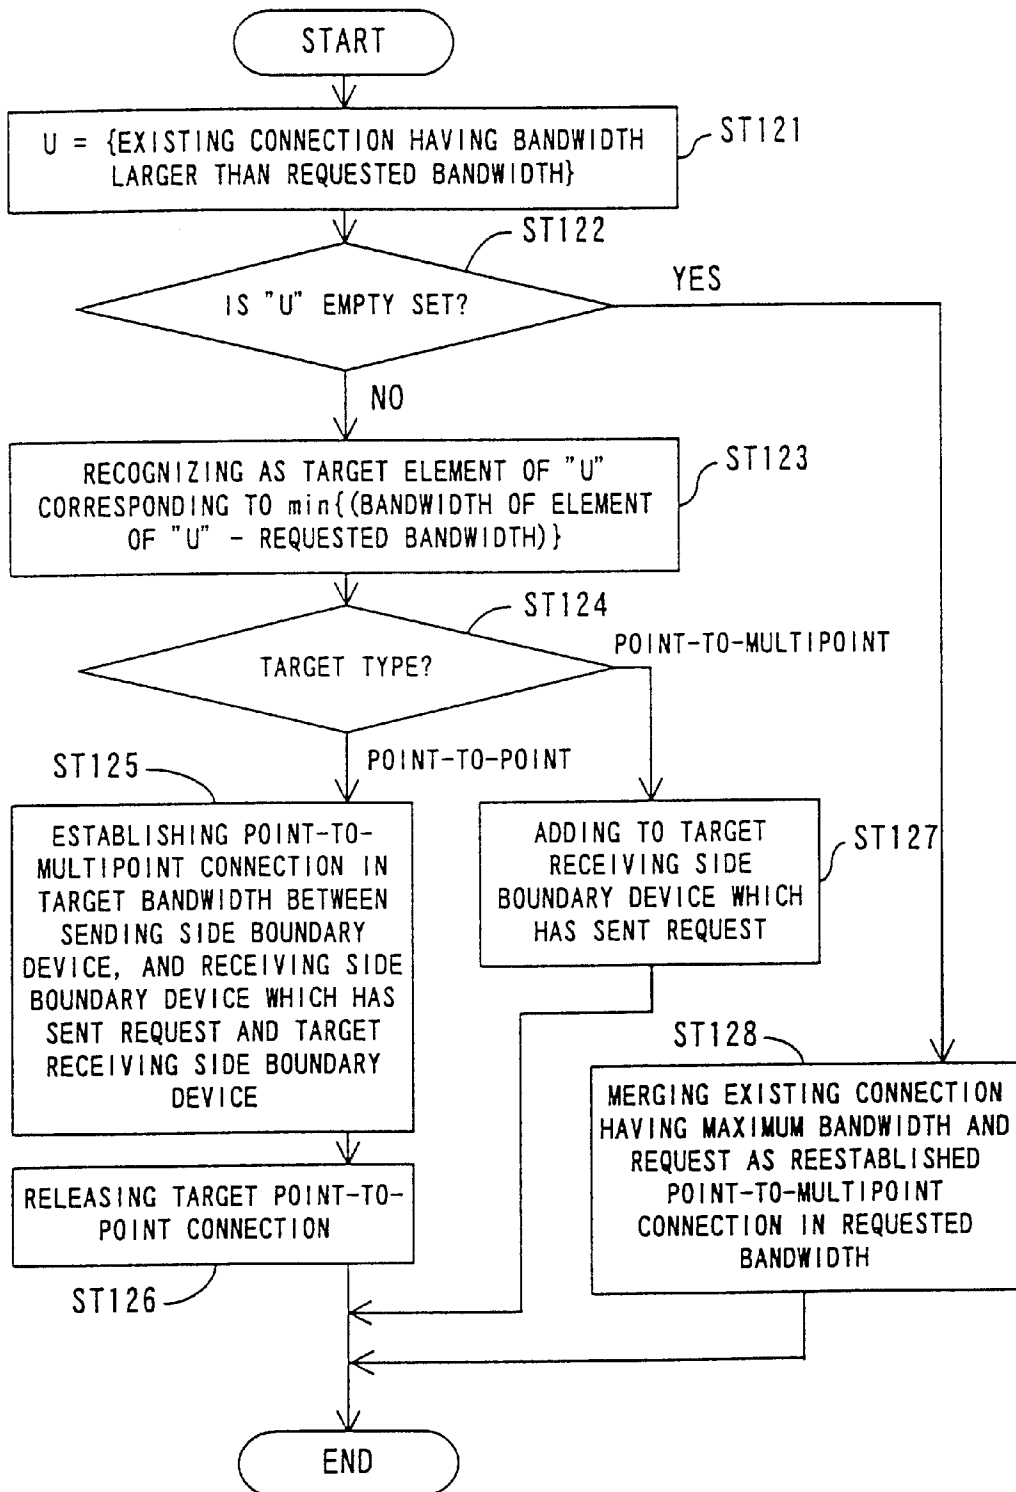 START
U = {EXISTING CONNECTION HAVING BANDWIDTH
LARGER THAN REQUESTED BANDWIDTH}
ST121
ST122
IS "U" EMPTY SET?
YES
NO
RECOGNIZING AS TARGET ELEMENT OF "U"
CORRESPONDING TO min{(BANDWIDTH OF ELEMENT
OF "U" - REQUESTED BANDWIDTH)}
ST123
ST124
TARGET TYPE?
POINT-TO-MULTIPOINT
POINT-TO-POINT
ST125
ESTABLISHING POINT-TO-
MULTIPOINT CONNECTION IN
TARGET BANDWIDTH BETWEEN
SENDING SIDE BOUNDARY
DEVICE, AND RECEIVING SIDE
BOUNDARY DEVICE WHICH HAS
SENT REQUEST AND TARGET
RECEIVING SIDE BOUNDARY
DEVICE
ADDING TO TARGET
RECEIVING SIDE
BOUNDARY DEVICE WHICH
HAS SENT REQUEST
ST127
ST128
MERGING EXISTING CONNECTION
HAVING MAXIMUM BANDWIDTH AND
REQUEST AS REESTABLISHED
POINT-TO-MULTIPOINT
CONNECTION IN REQUESTED
BANDWIDTH
RELEASING TARGET POINT-TO-
POINT CONNECTION
ST126
END